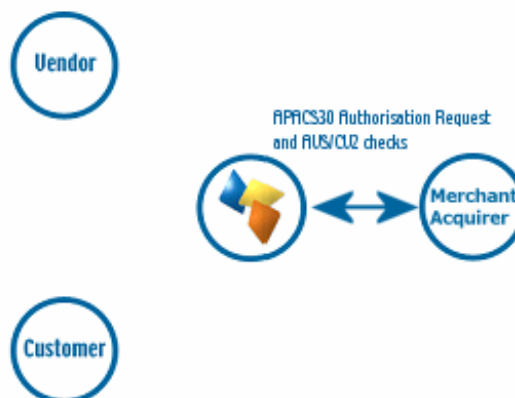 Vendor
APACS30 Authorisation Request
and AVS/CV2 checks
Merchant
Acquirer
Customer